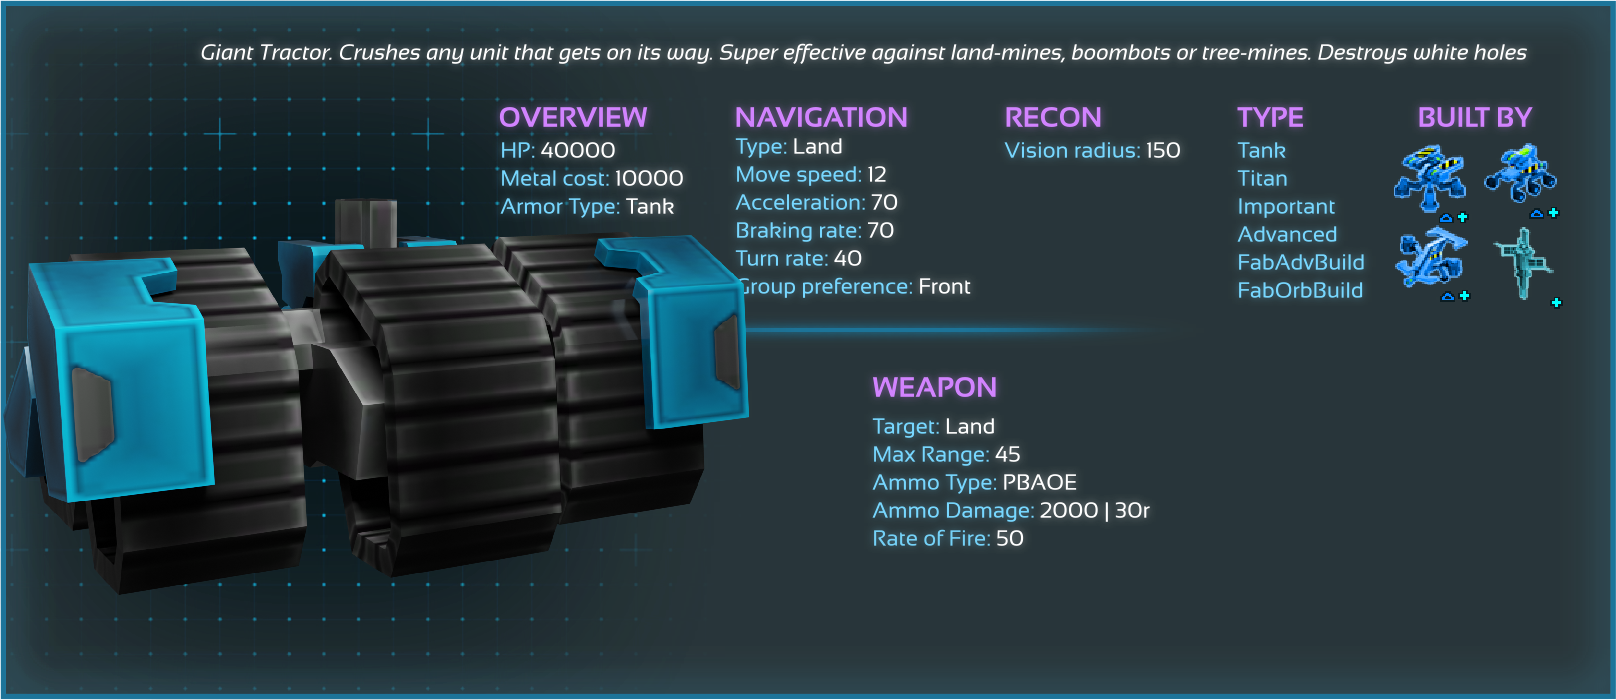 Giant Tractor. Crushes any unit that gets on its way. Super effective against land-mines, boombots or tree-mines. Destroys white holes
OVERVIEW
HP: 40000
Metal cost: 10000
Armor Type: Tank
NAVIGATION
Type: Land
Move speed: 12
Acceleration: 70
Braking rate: 70
Turn rate: 40
Group preference: Front
RECON
Vision radius: 150
TYPE
Tank
Titan
Important
Advanced
FabAdvBuild
FabOrbBuild
BUILT BY
WEAPON
Target: Land
Max Range: 45
Ammo Type: PBAOE
Ammo Damage: 2000 | 30r
Rate of Fire: 50